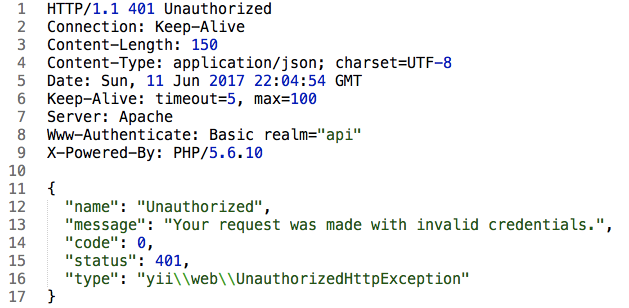 1 HTTP/1.1 401 Unauthorized
2 Connection: Keep-Alive
3 Content-Length: 150
4 Content-Type: application/json; charset=UTF-8
5 Date: Sun, 11 Jun 2017 22:04:54 GMT
6 Keep-Alive: timeout=5, max=100
7 Server: Apache
8 Www-Authenticate: Basic realm="api"
9 X-Powered-By: PHP/5.6.10
10
11 {
12 "name": "Unauthorized",
13 "message": "Your request was made with invalid credentials.",
14 "code": 0,
15 "status": 401,
16 "type": "yii\\web\\UnauthorizedHttpException"
17 }